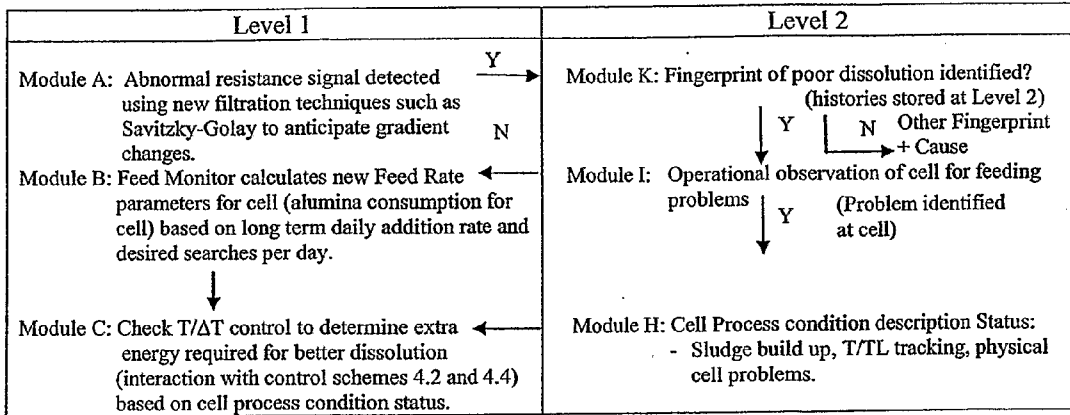 Level 1
Module A: Abnormal resistance signal detected
using new filtration techniques such as
Savitzky-Golay to anticipate gradient
changes.
Y
N
Module B: Feed Monitor calculates new Feed Rate
parameters for cell (alumina consumption for
cell) based on long term daily addition rate and
desired searches per day.
Module C: Check T/ΔT control to determine extra
energy required for better dissolution
(interaction with control schemes 4.2 and 4.4)
based on cell process condition status.
Level 2
Module K: Fingerprint of poor dissolution identified?
(histories stored at Level 2)
Y
N Other Fingerprint
+ Cause
Module I: Operational observation of cell for feeding
problems
Y
(Problem identified
at cell)
Module H: Cell Process condition description Status:
- Sludge build up, T/TL tracking, physical
cell problems.